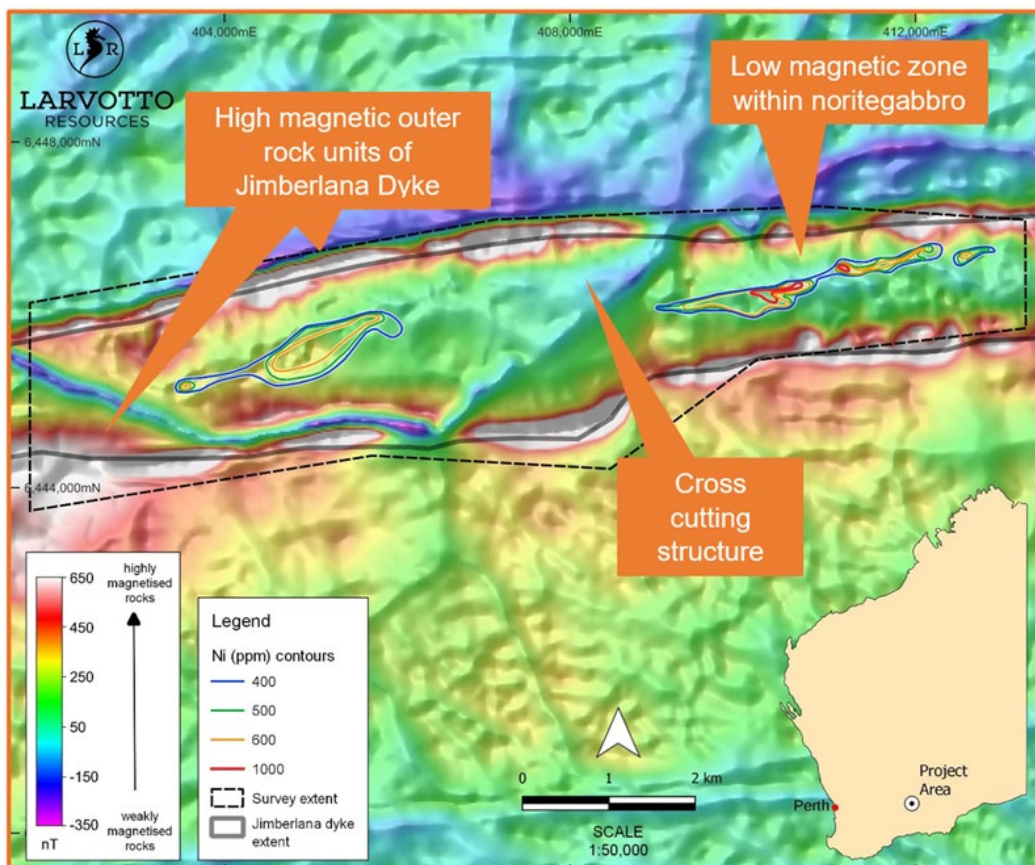 404,000mE
408,000mE
412,000mE
L R
LARVOTTO
RESOURCES
6,448,000mN
High magnetic outer
rock units of
Jimberlana Dyke
Low magnetic zone
within noritegabbro
Cross
cutting
structure
6,444,000mN
650
450
250
50
-150
-350
nT
highly
magnetised
rocks
weakly
magnetised
rocks
Legend
Ni (ppm) contours
400
500
600
1000
Survey extent
Jimberlana dyke
extent
0 1 2 km
SCALE
1:50,000
Perth
Project
Area